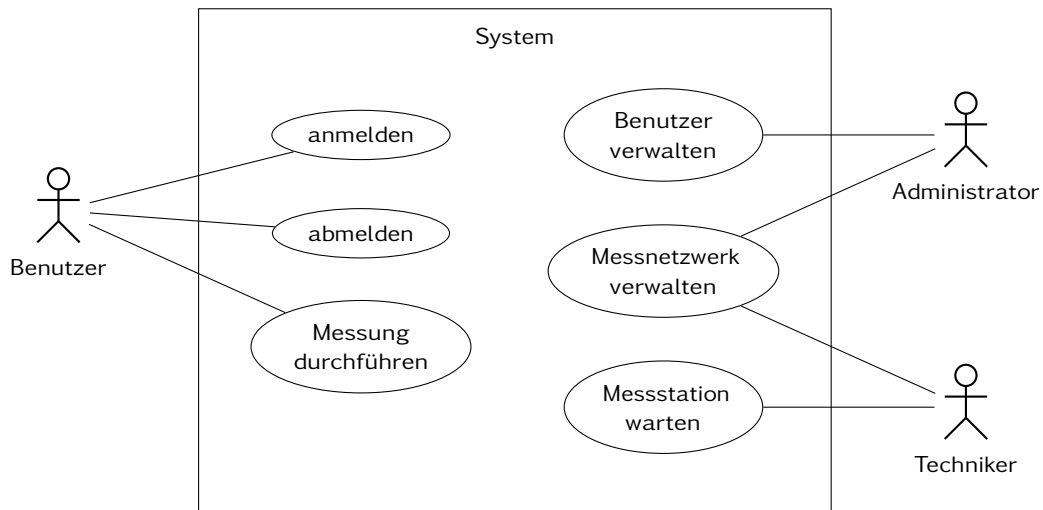 System
anmelden
abmelden
Messung
durchführen
Benutzer
verwalten
Messnetzwerk
verwalten
Messstation
warten
Benutzer
Administrator
Techniker